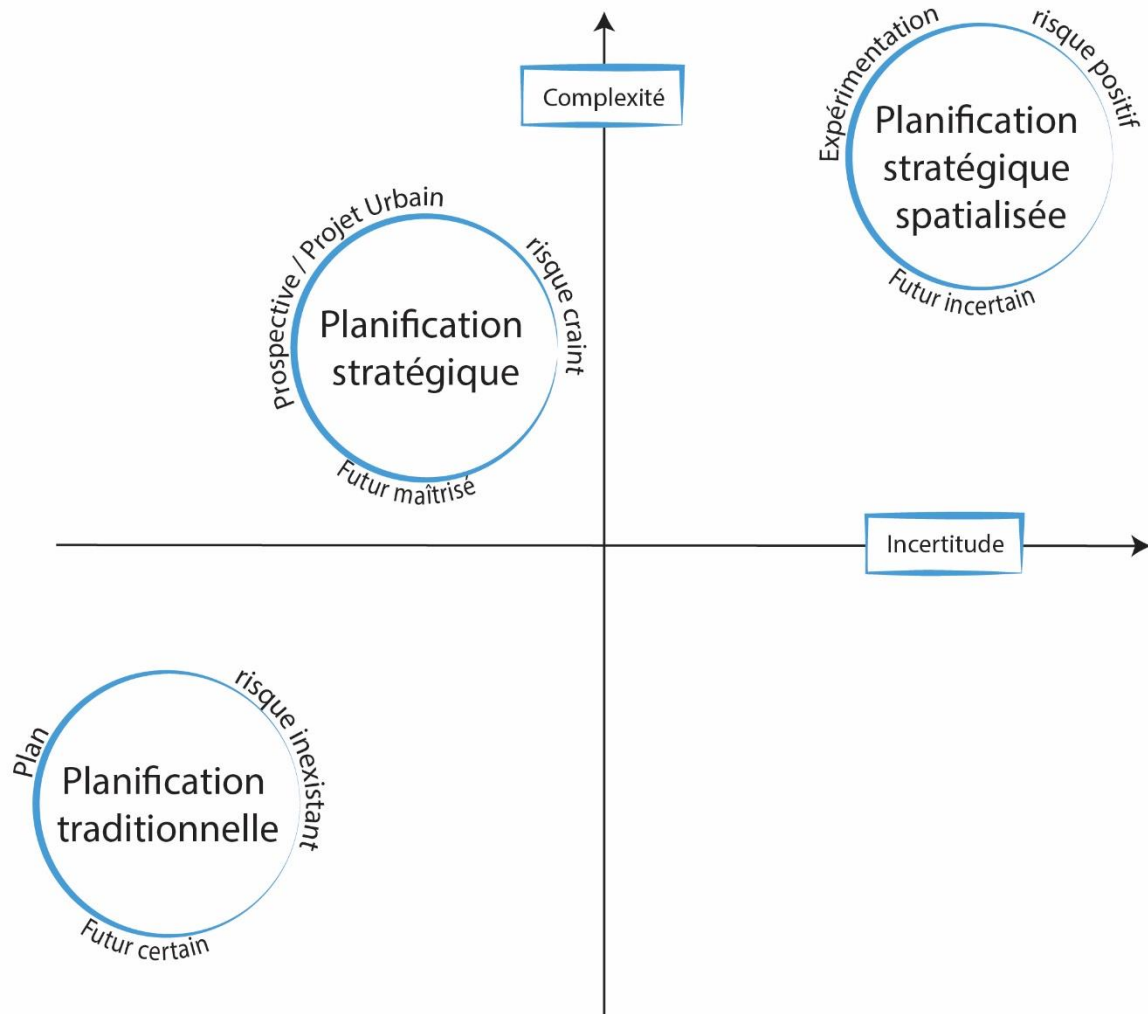 Complexité
Expérimentation
risque positif
Planification
stratégique
spatialisée
Futur incertain
Prospective / Projet Urbain
risque craint
Planification
stratégique
Futur maîtrisé
Incertitude
Plan
risque inexistant
Planification
traditionnelle
Futur certain